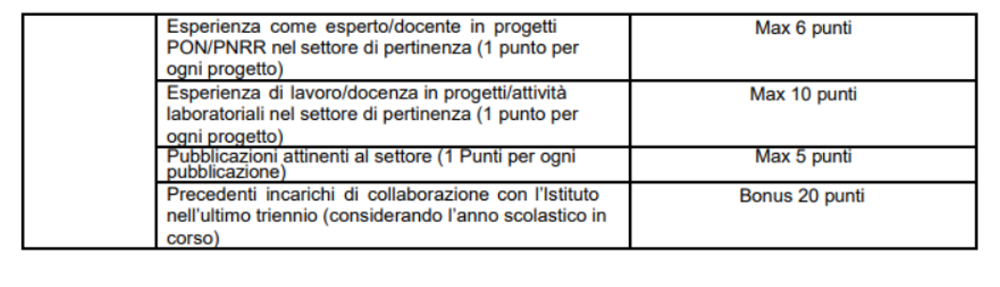 Esperienza come esperto/docente in progetti
PON/PNRR nel settore di pertinenza (1 punto per
ogni progetto)
Max 6 punti
Esperienza di lavoro/docenza in progetti/attività
laboratoriali nel settore di pertinenza (1 punto per
ogni progetto)
Max 10 punti
Pubblicazioni attinenti al settore (1 Punti per ogni
pubblicazione)
Max 5 punti
Precedenti incarichi di collaborazione con l'Istituto
nell'ultimo triennio (considerando l'anno scolastico in
corso)
Bonus 20 punti